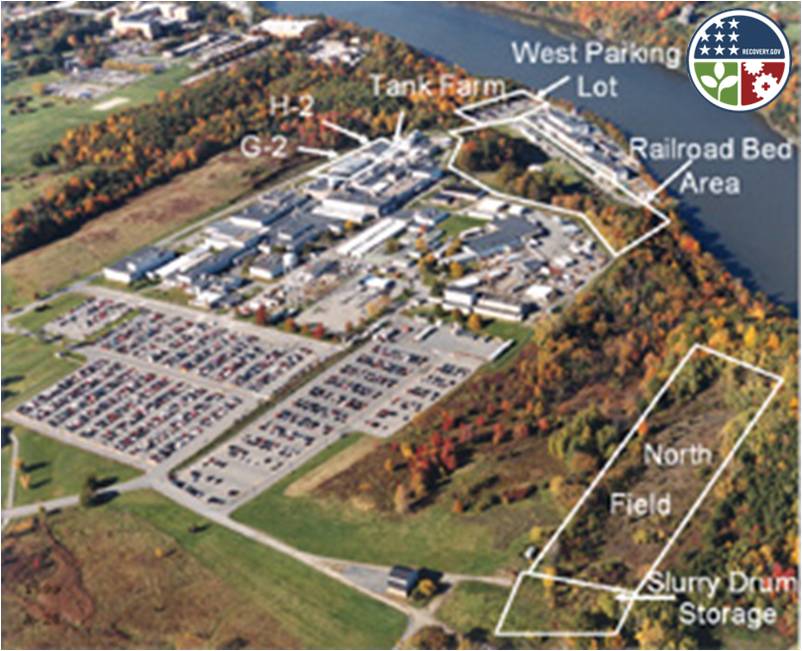 RECOVERY.GOV
West Parking
Lot
Tank Farm
H-2
G-2
Railroad Bed
Area
North
Field
Slurry Drum
Storage